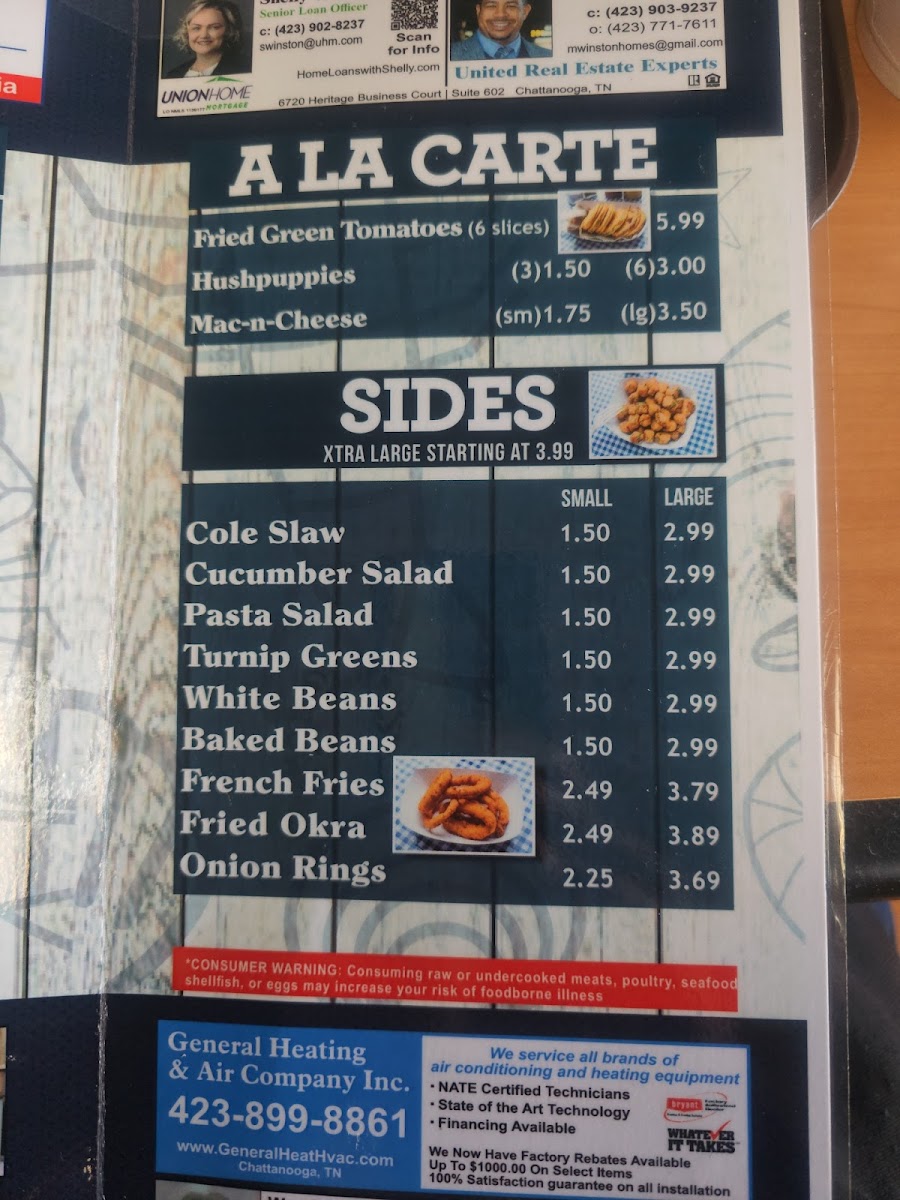 Senior Loan Officer
c: (423) 902-8237
swinston@uhm.com
Scan
for Info
HomeLoanswithShelly.com
UNIONHOME
MORTGAGE
c: (423) 903-9237
o: (423) 771-7611
mwinstonhomes@gmail.com
United Real Estate Experts
6720 Heritage Business Court | Suite 602 Chattanooga, TN
ia
A LA CARTE
Fried Green Tomatoes (6 slices) 5.99
Hushpuppies (3)1.50 (6)3.00
Mac-n-Cheese (sm)1.75 (lg)3.50
SIDES
XTRA LARGE STARTING AT 3.99
SMALL LARGE
Cole Slaw 1.50 2.99
Cucumber Salad 1.50 2.99
Pasta Salad 1.50 2.99
Turnip Greens 1.50 2.99
White Beans 1.50 2.99
Baked Beans 1.50 2.99
French Fries 2.49 3.79
Fried Okra 2.49 3.89
Onion Rings 2.25 3.69
*CONSUMER WARNING: Consuming raw or undercooked meats, poultry, seafood
shellfish, or eggs may increase your risk of foodborne illness
General Heating
& Air Company Inc.
423-899-8861
www.GeneralHeatHvac.com
Chattanooga, TN
We service all brands of
air conditioning and heating equipment
• NATE Certified Technicians
• State of the Art Technology
• Financing Available
bryant
WHATEVER
IT TAKES
We Now Have Factory Rebates Available
Up To $1000.00 On Select Items
100% Satisfaction guarantee on all installation